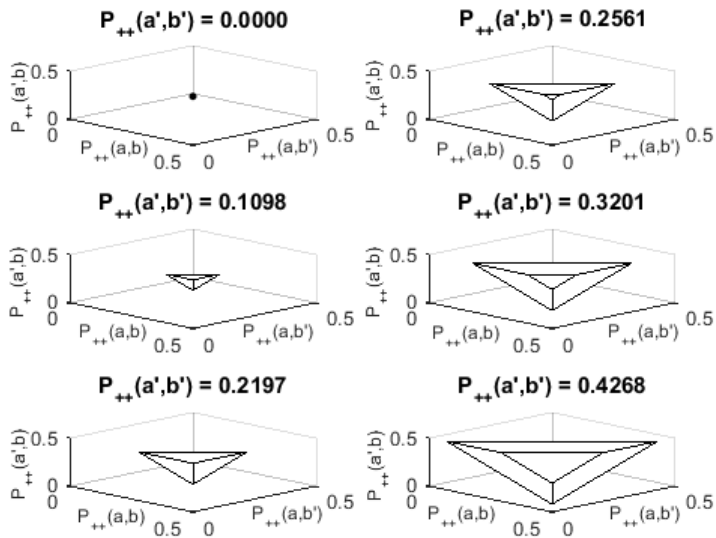 P₊₊(a',b') = 0.0000
0.5
0
P₊₊(a',b)
0
P₊₊(a,b)
0.5
0
P₊₊(a,b')
0.5
P₊₊(a',b') = 0.2561
0.5
0
P₊₊(a',b)
0
P₊₊(a,b)
0.5
0
P₊₊(a,b')
0.5
P₊₊(a',b') = 0.1098
0.5
0
P₊₊(a',b)
0
P₊₊(a,b)
0.5
0
P₊₊(a,b')
0.5
P₊₊(a',b') = 0.3201
0.5
0
P₊₊(a',b)
0
P₊₊(a,b)
0.5
0
P₊₊(a,b')
0.5
P₊₊(a',b') = 0.2197
0.5
0
P₊₊(a',b)
0
P₊₊(a,b)
0.5
0
P₊₊(a,b')
0.5
P₊₊(a',b') = 0.4268
0.5
0
P₊₊(a',b)
0
P₊₊(a,b)
0.5
0
P₊₊(a,b')
0.5